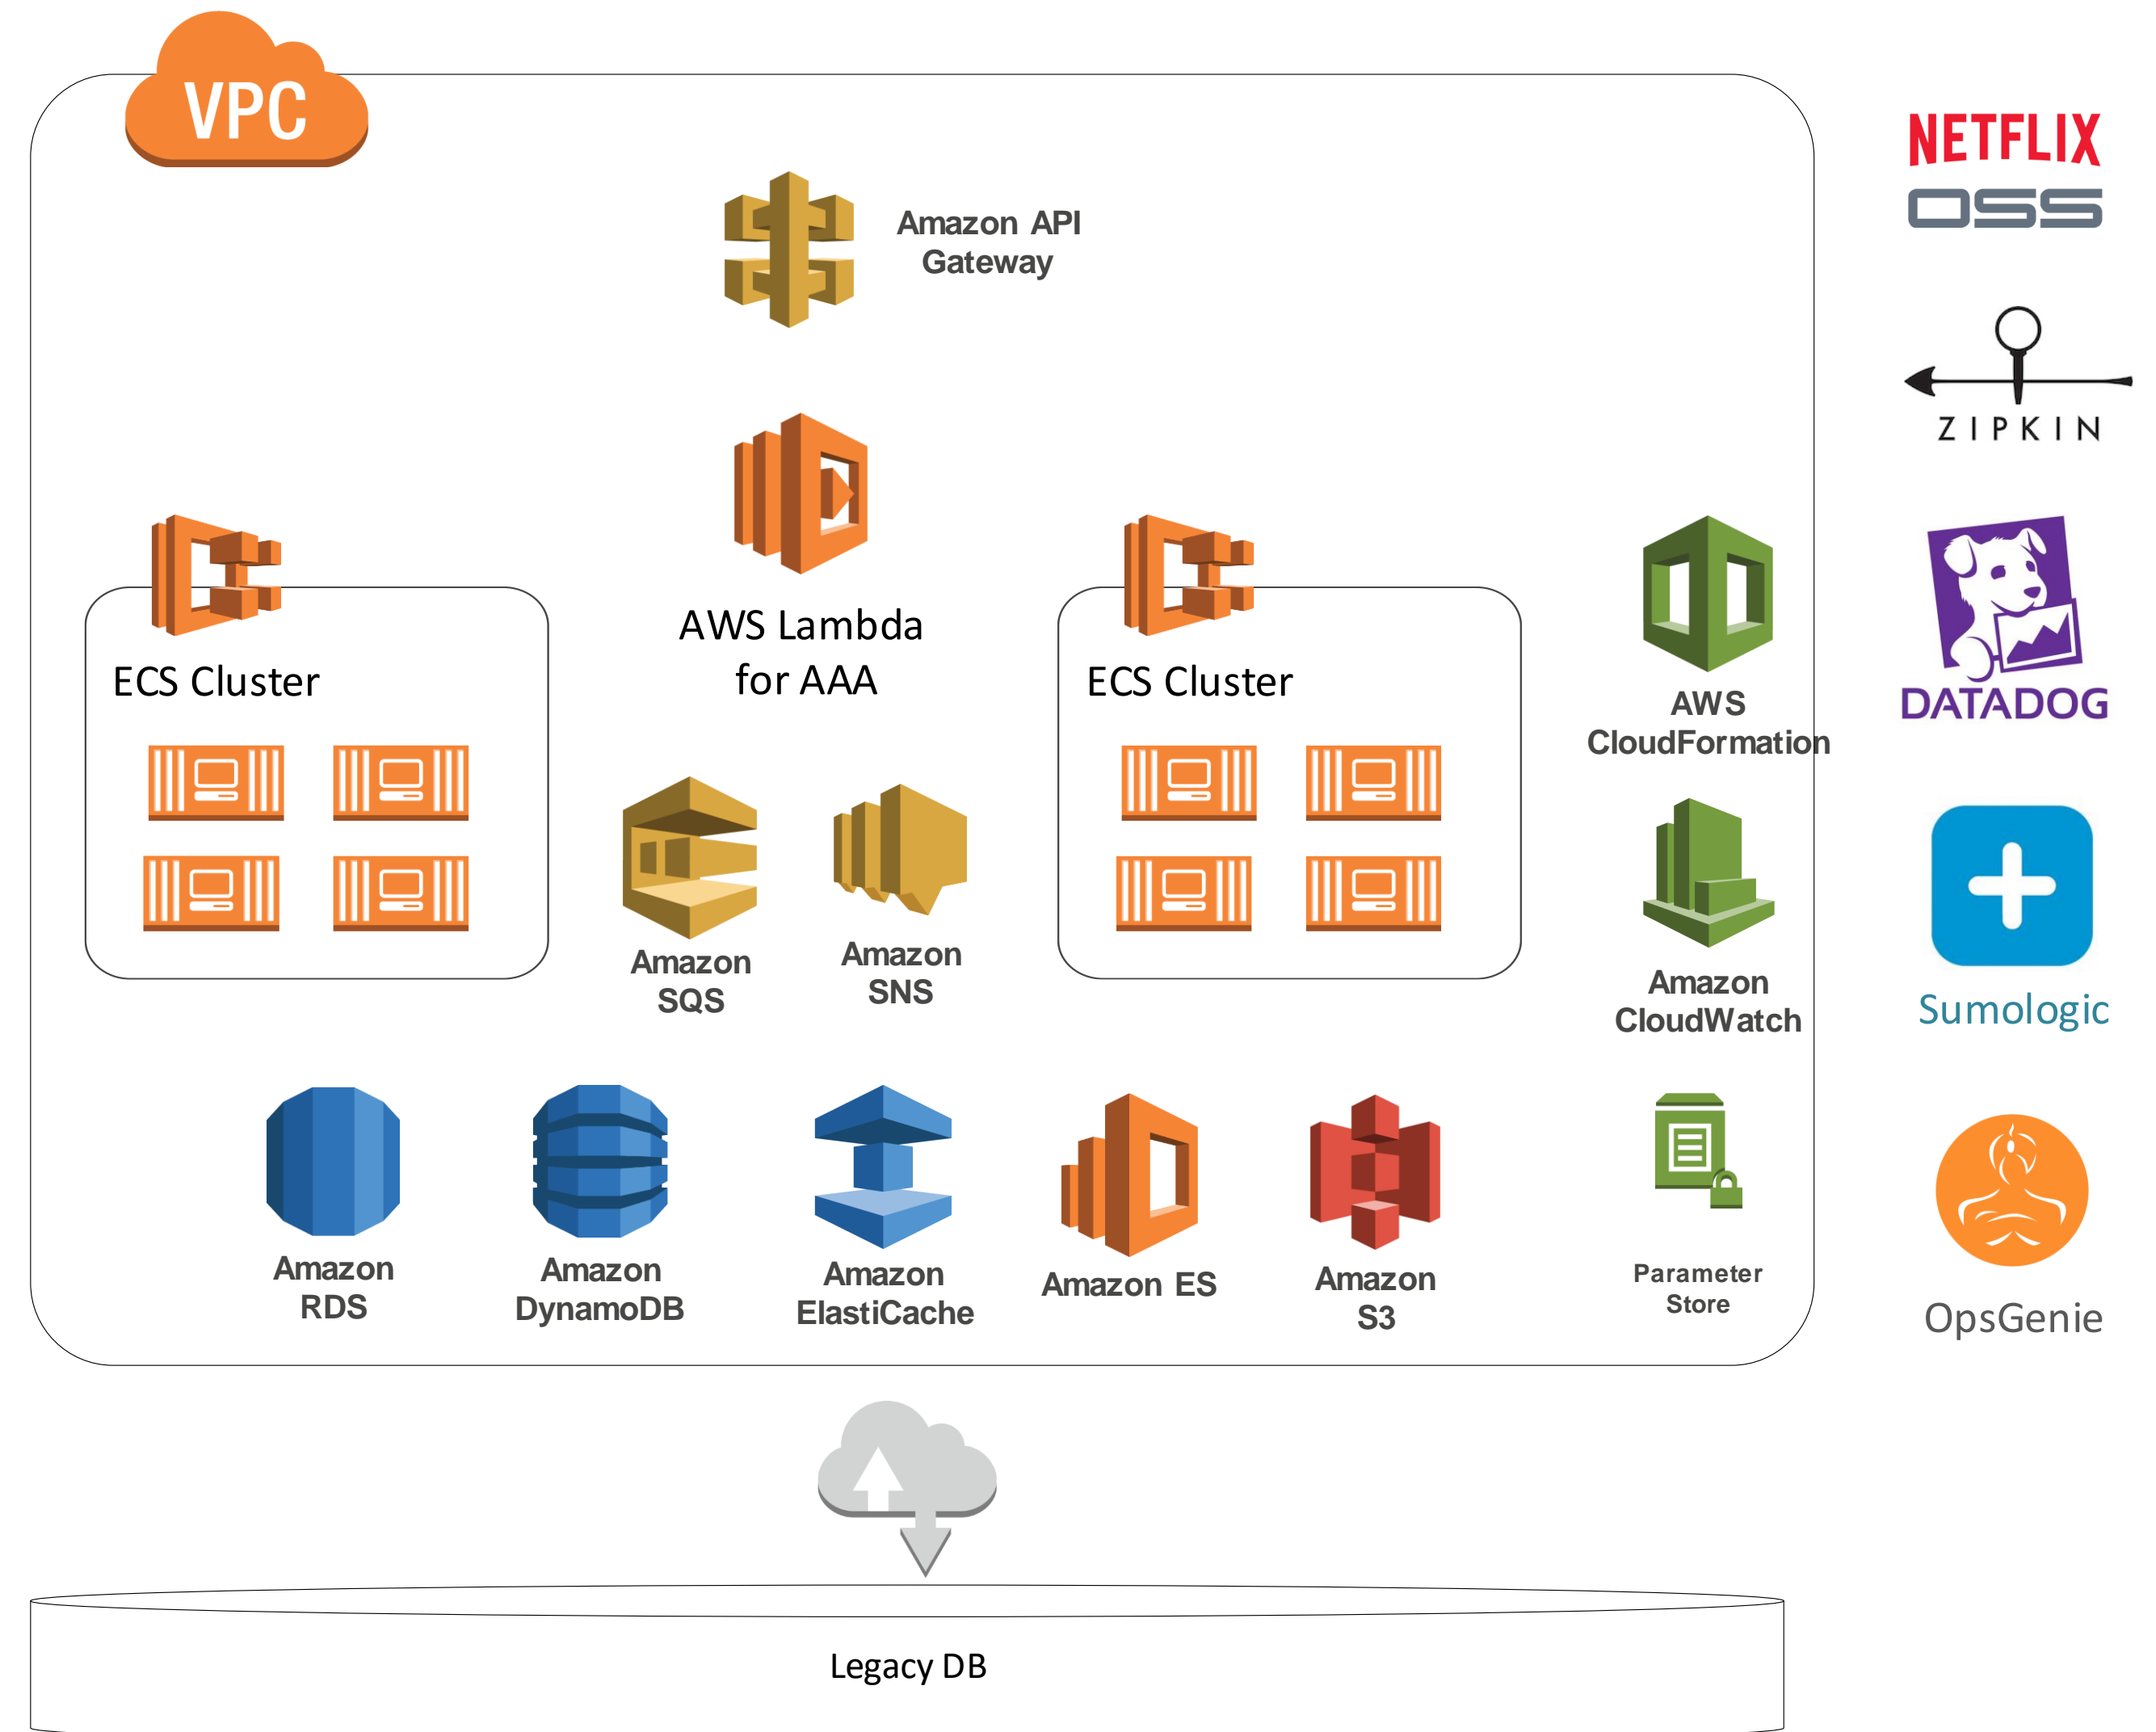 VPC
Amazon API
Gateway
NETFLIX
OSS
ZIPKIN
AWS Lambda
for AAA
ECS Cluster
ECS Cluster
AWS
CloudFormation
DATADOG
Amazon
SQS
Amazon
SNS
Amazon
CloudWatch
Sumologic
Amazon
RDS
Amazon
DynamoDB
Amazon
ElastiCache
Amazon ES
Amazon
S3
Parameter
Store
OpsGenie
Legacy DB